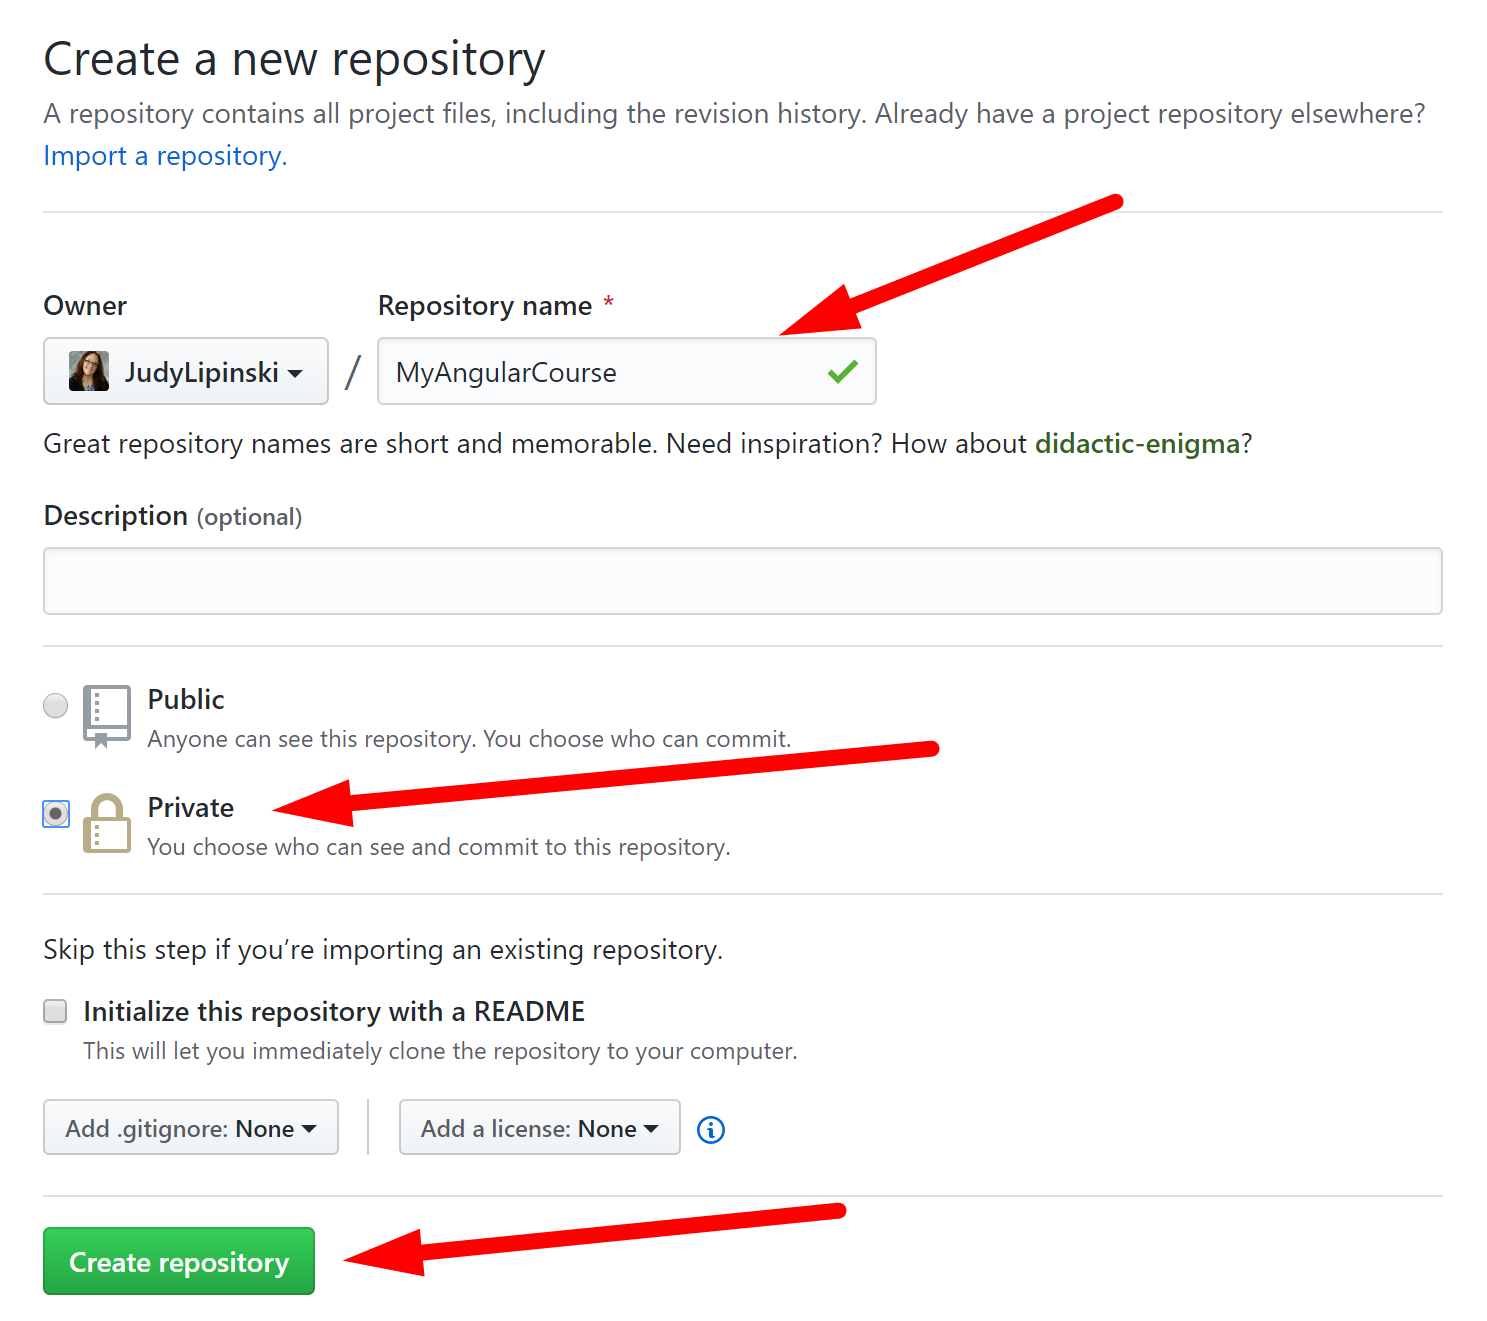 Create a new repository
A repository contains all project files, including the revision history. Already have a project repository elsewhere?
Import a repository.
Owner
Repository name *
JudyLipinski
/
MyAngularCourse
Great repository names are short and memorable. Need inspiration? How about didactic-enigma?
Description (optional)
Public
Anyone can see this repository. You choose who can commit.
Private
You choose who can see and commit to this repository.
Skip this step if you’re importing an existing repository.
Initialize this repository with a README
This will let you immediately clone the repository to your computer.
Add .gitignore: None
Add a license: None
Create repository